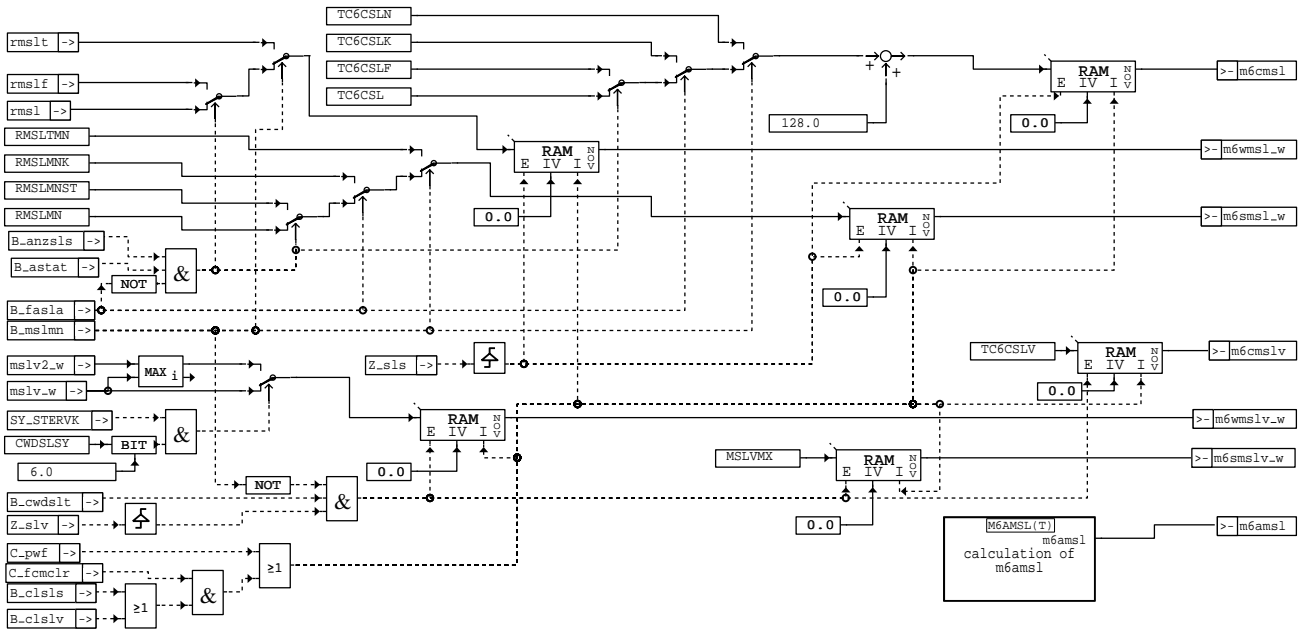 TC6CSLN
rmslt ->
TC6CSLK
TC6CSLF
rmslf ->
TC6CSL
rmsl ->
+ +
RAM
E IV I NOV
>- m6cmsl
128.0
0.0
RMSLTMN
RMSLMNK
RMSLMNST
RMSLMN
RAM
E IV I NOV
>- m6wmsl_w
0.0
RAM
E IV I NOV
>- m6smsl_w
0.0
B_anzsls ->
B_astat ->
NOT
&
B_fasla ->
B_mslmn ->
Z_sls ->
mslv2_w ->
MAX i
mslv_w ->
TC6CSLV
RAM
E IV I NOV
>- m6cmslv
0.0
SY_STERVK ->
CWDSLSY
BIT
&
6.0
RAM
E IV I NOV
>- m6wmslv_w
0.0
MSLVMX
RAM
E IV I NOV
>- m6smslv_w
0.0
NOT
B_cwdslt ->
&
Z_slv ->
C_pwf ->
C_fcmclr ->
≥1
B_clsls ->
≥1
&
B_clslv ->
M6AMSL(T)
m6amsl
calculation of
m6amsl
>- m6amsl